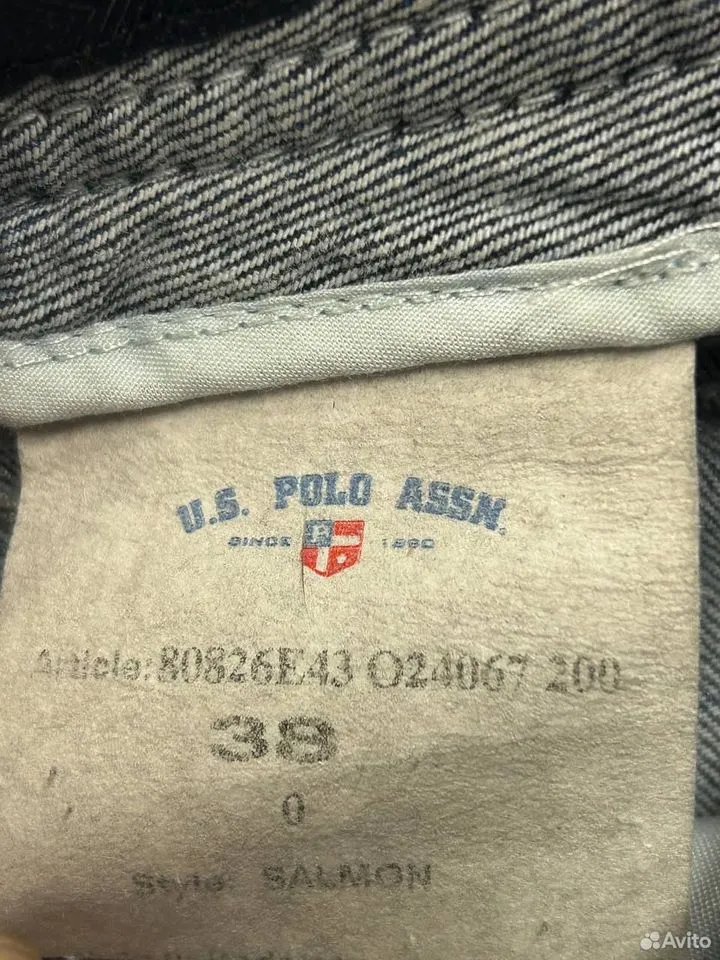 U.S. POLO ASSN.
SINCE 1890
Article: 80826E43 O24067 200
38
0
Style: SALMON
Avito